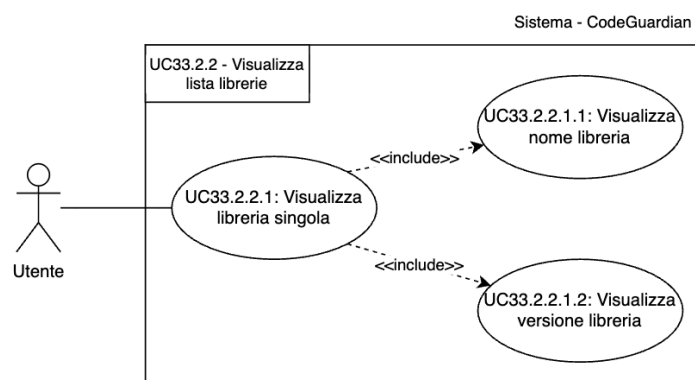 Sistema - CodeGuardian
UC33.2.2 - Visualizza
lista librerie
UC33.2.2.1.1: Visualizza
nome libreria
<<include>>
UC33.2.2.1: Visualizza
libreria singola
Utente
<<include>>
UC33.2.2.1.2: Visualizza
versione libreria